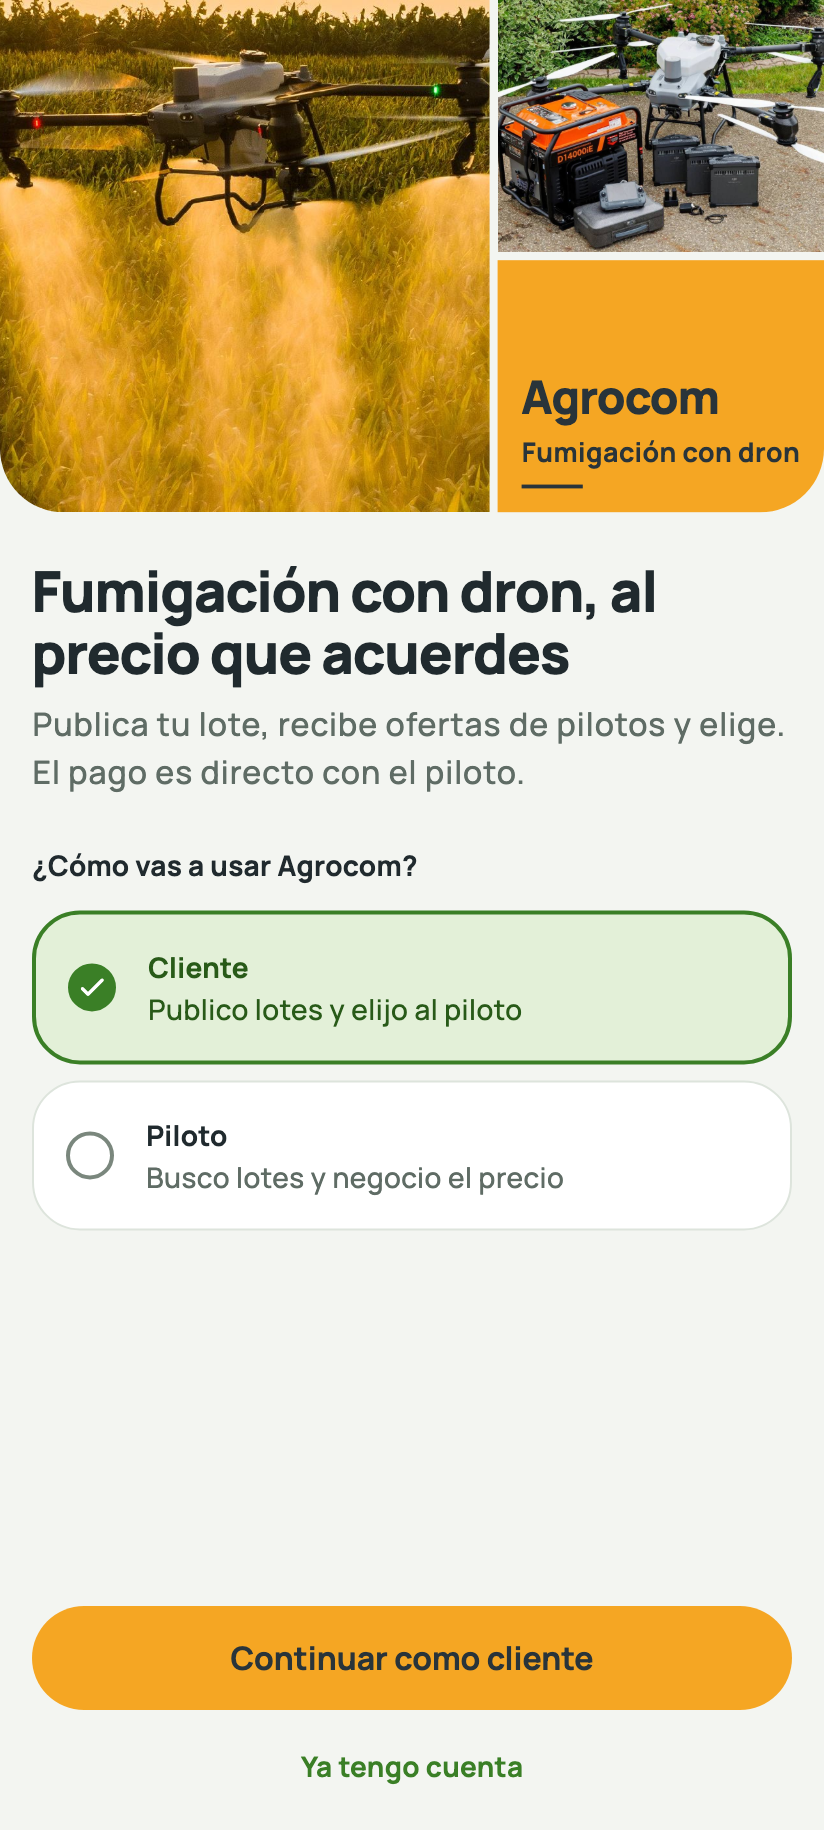 D14000iE
Agrocom
Fumigación con dron
Fumigación con dron, al
precio que acuerdes
Publica tu lote, recibe ofertas de pilotos y elige.
El pago es directo con el piloto.
¿Cómo vas a usar Agrocom?
Cliente
Publico lotes y elijo al piloto
Piloto
Busco lotes y negocio el precio
Continuar como cliente
Ya tengo cuenta